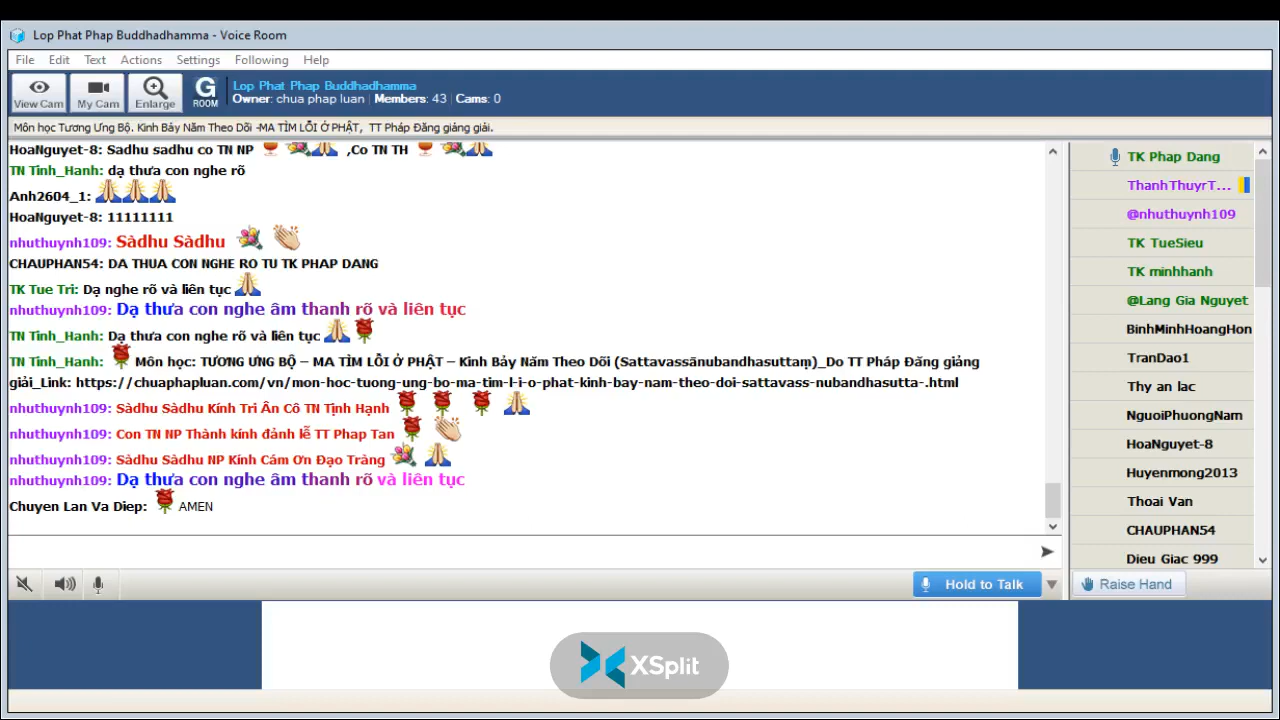 Lop Phat Phap Buddhadhamma - Voice Room
File Edit Text Actions Settings Following Help
View Cam My Cam Enlarge G ROOM
Lop Phat Phap Buddhadhamma
Owner: chua phap luan | Members: 43 | Cams: 0
Môn học Tương Ưng Bộ. Kinh Bảy Năm Theo Dõi -MA TÌM LỖI Ở PHẬT, TT Pháp Đăng giảng giải.
HoaNguyet-8: Sadhu sadhu co TN NP ,Co TN TH
TN Tinh_Hanh: dạ thưa con nghe rõ
Anh2604_1:
HoaNguyet-8: 11111111
nhuthuynh109: Sàdhu Sàdhu
CHAUPHAN54: DA THUA CON NGHE RO TU TK PHAP DANG
TK Tue Tri: Dạ nghe rõ và liên tục
nhuthuynh109: Dạ thưa con nghe âm thanh rõ và liên tục
TN Tinh_Hanh: Dạ thưa con nghe rõ và liên tục
TN Tinh_Hanh: Môn học: TƯƠNG ƯNG BỘ – MA TÌM LỖI Ở PHẬT – Kinh Bảy Năm Theo Dõi (Sattavassānubandhasuttaṃ)_Do TT Pháp Đăng giảng
giải_Link: https://chuaphapluan.com/vn/mon-hoc-tuong-ung-bo-ma-tim-l-i-o-phat-kinh-bay-nam-theo-doi-sattavass-nubandhasutta-.html
nhuthuynh109: Sàdhu Sàdhu Kính Tri Ân Cô TN Tịnh Hạnh
nhuthuynh109: Con TN NP Thành kính đảnh lễ TT Phap Tan
nhuthuynh109: Sàdhu Sàdhu NP Kính Cám Ơn Đạo Tràng
nhuthuynh109: Dạ thưa con nghe âm thanh rõ và liên tục
Chuyen Lan Va Diep: AMEN
Hold to Talk
TK Phap Dang
ThanhThuyrT...
@nhuthuynh109
TK TueSieu
TK minhhanh
@Lang Gia Nguyet
BinhMinhHoangHon
TranDao1
Thy an lac
NguoiPhuongNam
HoaNguyet-8
Huyenmong2013
Thoai Van
CHAUPHAN54
Dieu Giac 999
Raise Hand
XSplit